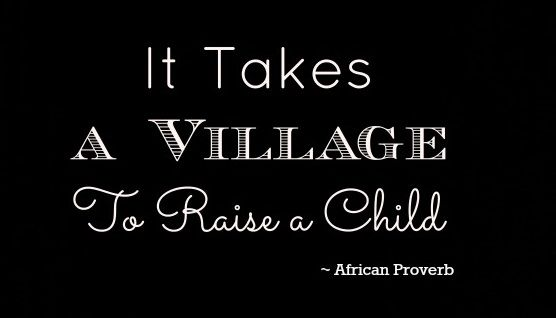 It Takes
A Village
To Raise a Child
~ African Proverb